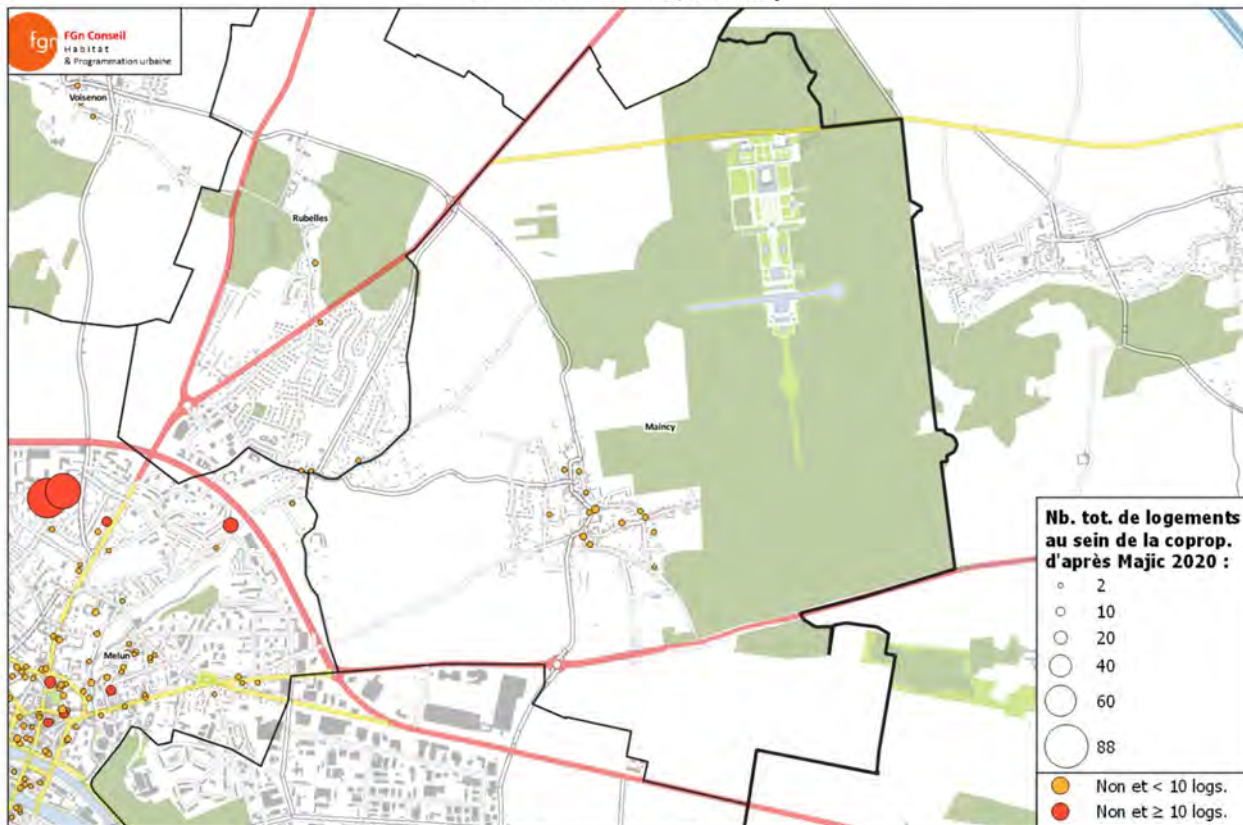 fgn
FGn Conseil
Habitat
& Programmation urbaine
Voisenon
Rubelles
Maincy
Melun
Nb. tot. de logements
au sein de la coprop.
d'après Majic 2020 :
2
10
20
40
60
88
Non et < 10 logs.
Non et ≥ 10 logs.